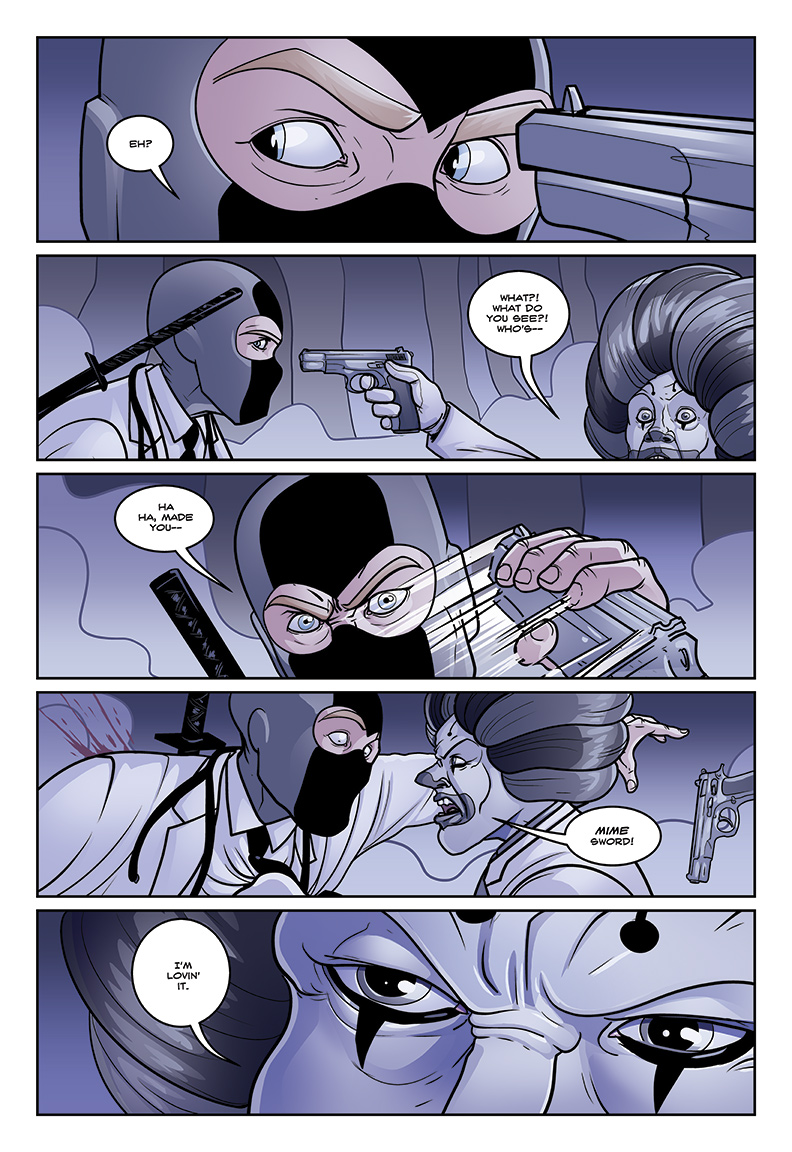 EH?
WHAT?!
WHAT DO
YOU SEE?!
WHO'S--
HA
HA, MADE
YOU--
MIME
SWORD!
I'M
LOVIN'
IT.